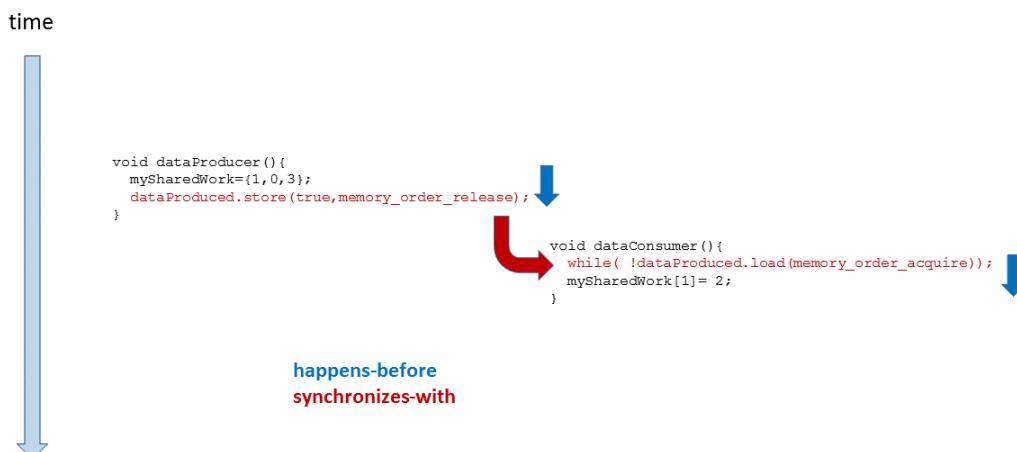 time
void dataProducer(){
  mySharedWork={1,0,3};
  dataProduced.store(true,memory_order_release);
}
void dataConsumer(){
  while( !dataProduced.load(memory_order_acquire));
  mySharedWork[1]= 2;
}
happens-before
synchronizes-with